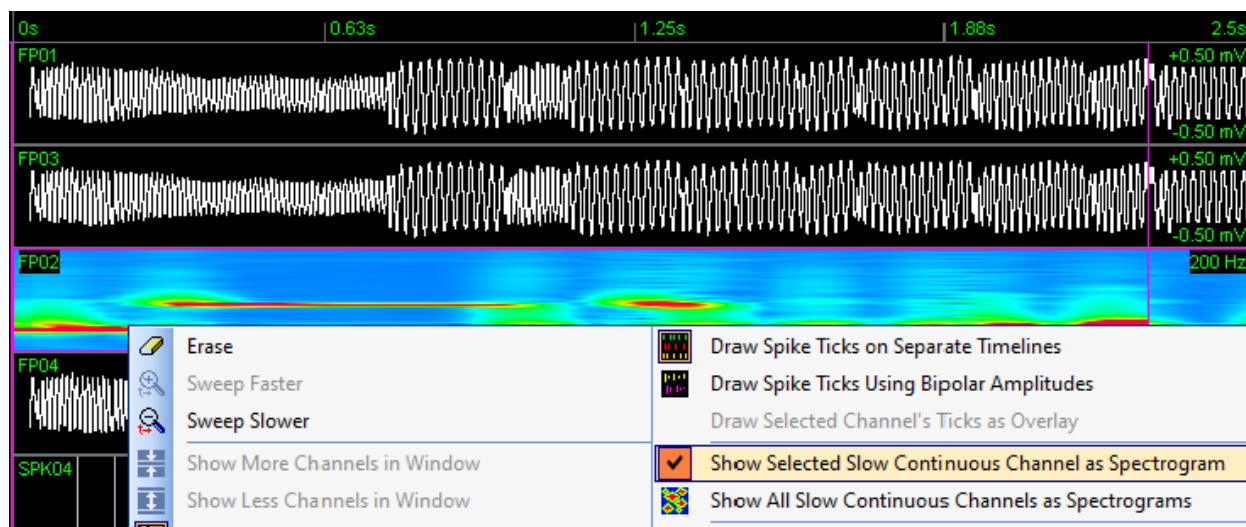 0s 0.63s 1.25s 1.88s 2.5s
FP01 +0.50 mV
-0.50 mV
FP03 +0.50 mV
-0.50 mV
FP02 200 Hz
FP04
SPK04
Erase
Sweep Faster
Sweep Slower
Show More Channels in Window
Show Less Channels in Window
Draw Spike Ticks on Separate Timelines
Draw Spike Ticks Using Bipolar Amplitudes
Draw Selected Channel's Ticks as Overlay
Show Selected Slow Continuous Channel as Spectrogram
Show All Slow Continuous Channels as Spectrograms